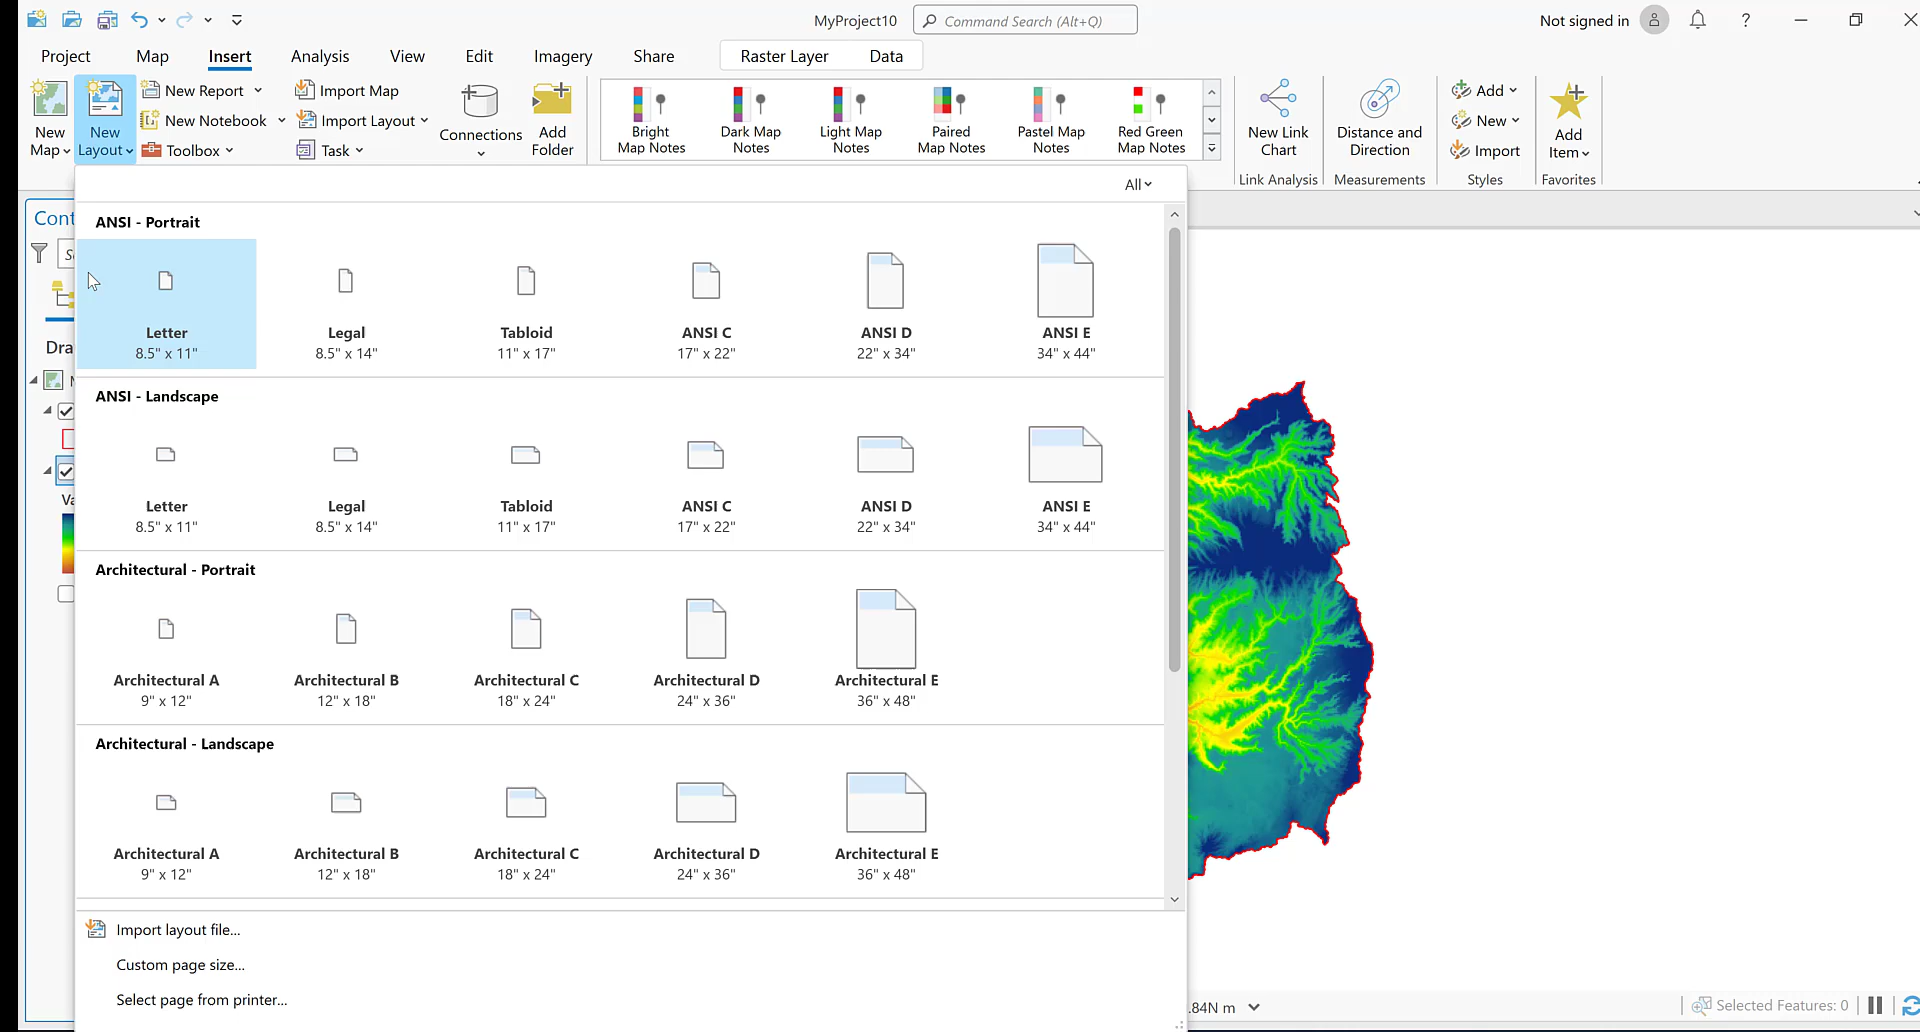 MyProject10
Command Search (Alt+Q)
Not signed in
?
Project
Map
Insert
Analysis
View
Edit
Imagery
Share
Raster Layer
Data
New Map
New Layout
New Report
New Notebook
Toolbox
Import Map
Import Layout
Task
Connections
Add Folder
Bright Map Notes
Dark Map Notes
Light Map Notes
Paired Map Notes
Pastel Map Notes
Red Green Map Notes
New Link Chart
Link Analysis
Distance and Direction
Measurements
Add
New
Import
Styles
Add Item
Favorites
All
ANSI - Portrait
Letter
8.5" x 11"
Legal
8.5" x 14"
Tabloid
11" x 17"
ANSI C
17" x 22"
ANSI D
22" x 34"
ANSI E
34" x 44"
ANSI - Landscape
Letter
8.5" x 11"
Legal
8.5" x 14"
Tabloid
11" x 17"
ANSI C
17" x 22"
ANSI D
22" x 34"
ANSI E
34" x 44"
Architectural - Portrait
Architectural A
9" x 12"
Architectural B
12" x 18"
Architectural C
18" x 24"
Architectural D
24" x 36"
Architectural E
36" x 48"
Architectural - Landscape
Architectural A
9" x 12"
Architectural B
12" x 18"
Architectural C
18" x 24"
Architectural D
24" x 36"
Architectural E
36" x 48"
Import layout file...
Custom page size...
Select page from printer...
Cont
Dra
.84N m
Selected Features: 0